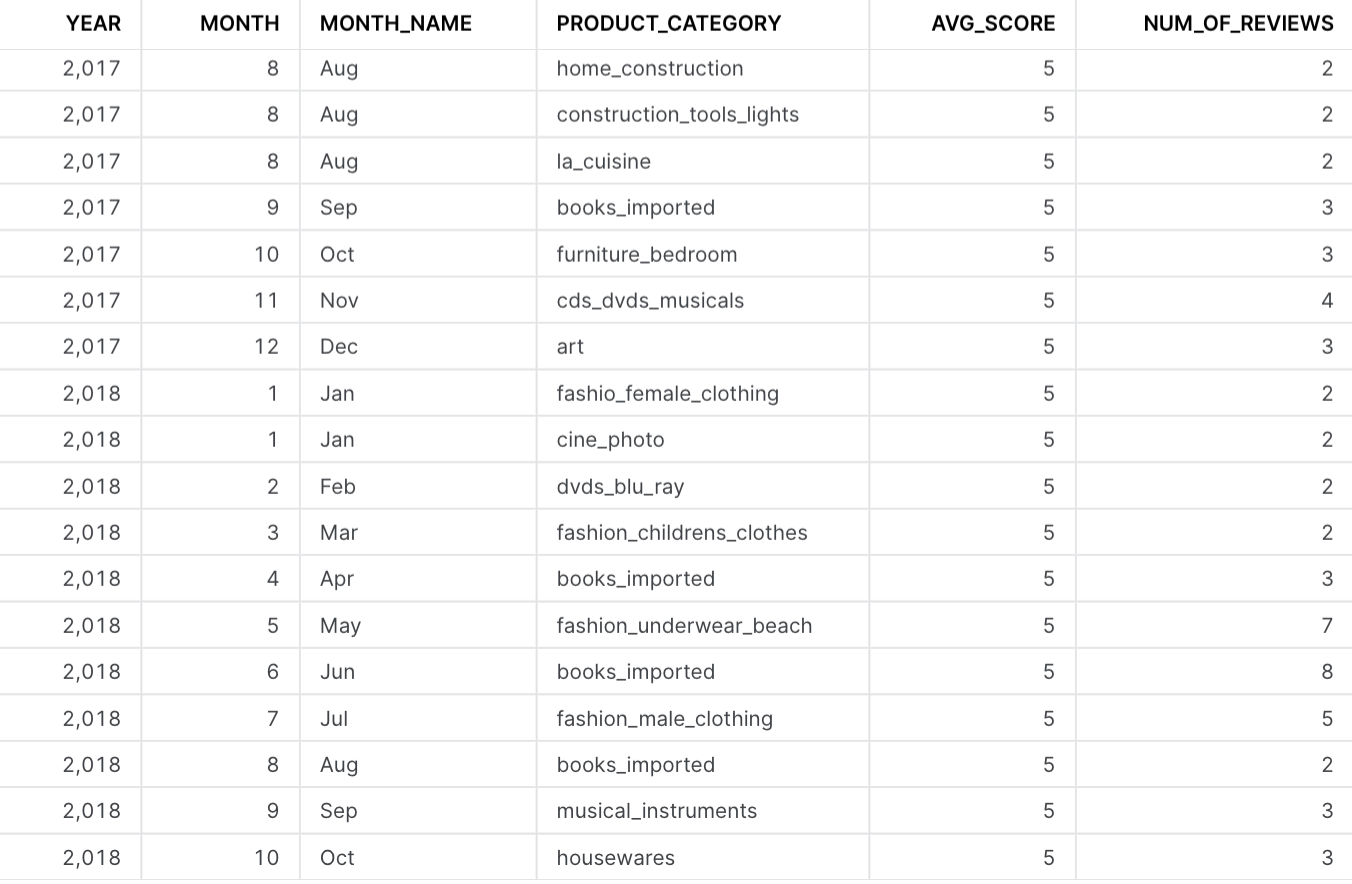 YEAR MONTH MONTH_NAME PRODUCT_CATEGORY AVG_SCORE NUM_OF_REVIEWS
2,017 8 Aug home_construction 5 2
2,017 8 Aug construction_tools_lights 5 2
2,017 8 Aug la_cuisine 5 2
2,017 9 Sep books_imported 5 3
2,017 10 Oct furniture_bedroom 5 3
2,017 11 Nov cds_dvds_musicals 5 4
2,017 12 Dec art 5 3
2,018 1 Jan fashio_female_clothing 5 2
2,018 1 Jan cine_photo 5 2
2,018 2 Feb dvds_blu_ray 5 2
2,018 3 Mar fashion_childrens_clothes 5 2
2,018 4 Apr books_imported 5 3
2,018 5 May fashion_underwear_beach 5 7
2,018 6 Jun books_imported 5 8
2,018 7 Jul fashion_male_clothing 5 5
2,018 8 Aug books_imported 5 2
2,018 9 Sep musical_instruments 5 3
2,018 10 Oct housewares 5 3